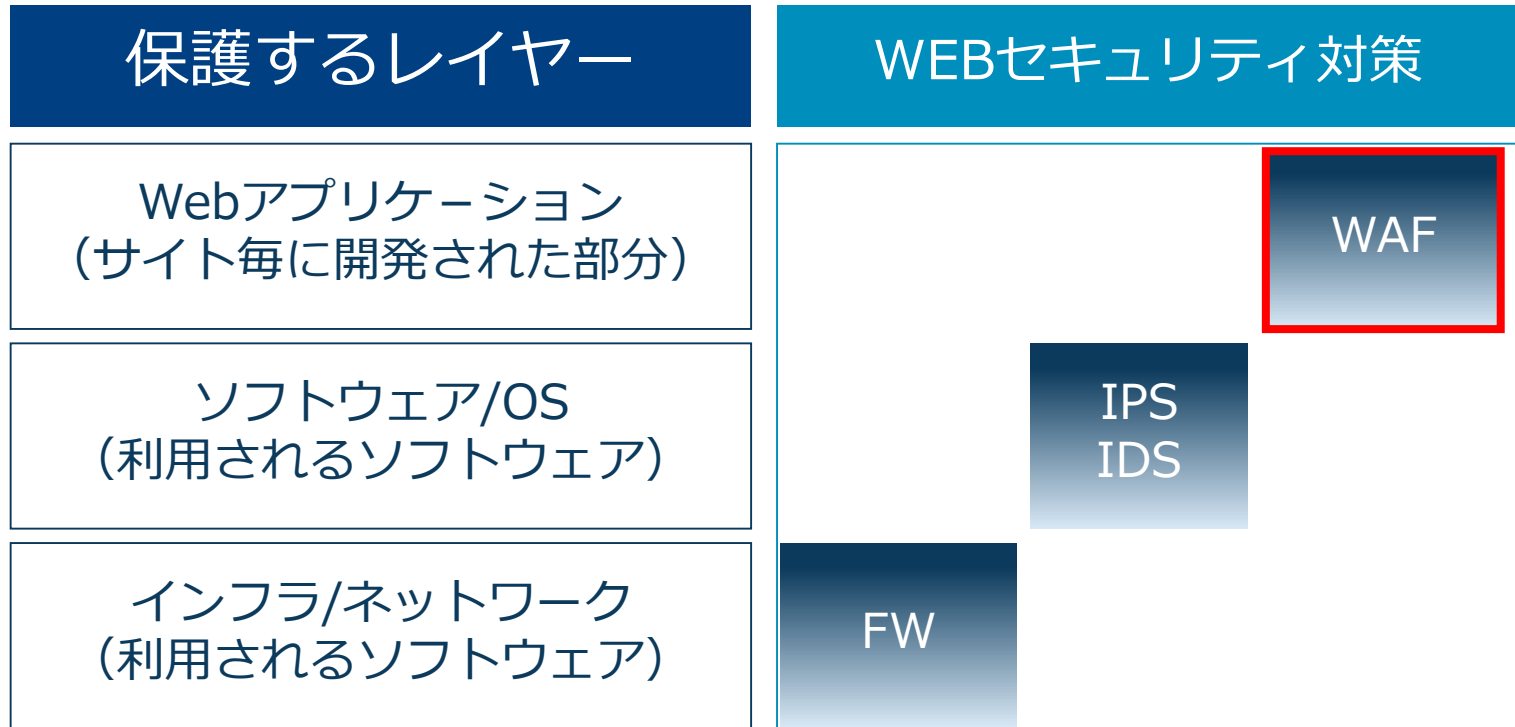 保護するレイヤー
WEBセキュリティ対策
Webアプリケーション
（サイト毎に開発された部分）
WAF
ソフトウェア/OS
（利用されるソフトウェア）
IPS
IDS
インフラ/ネットワーク
（利用されるソフトウェア）
FW